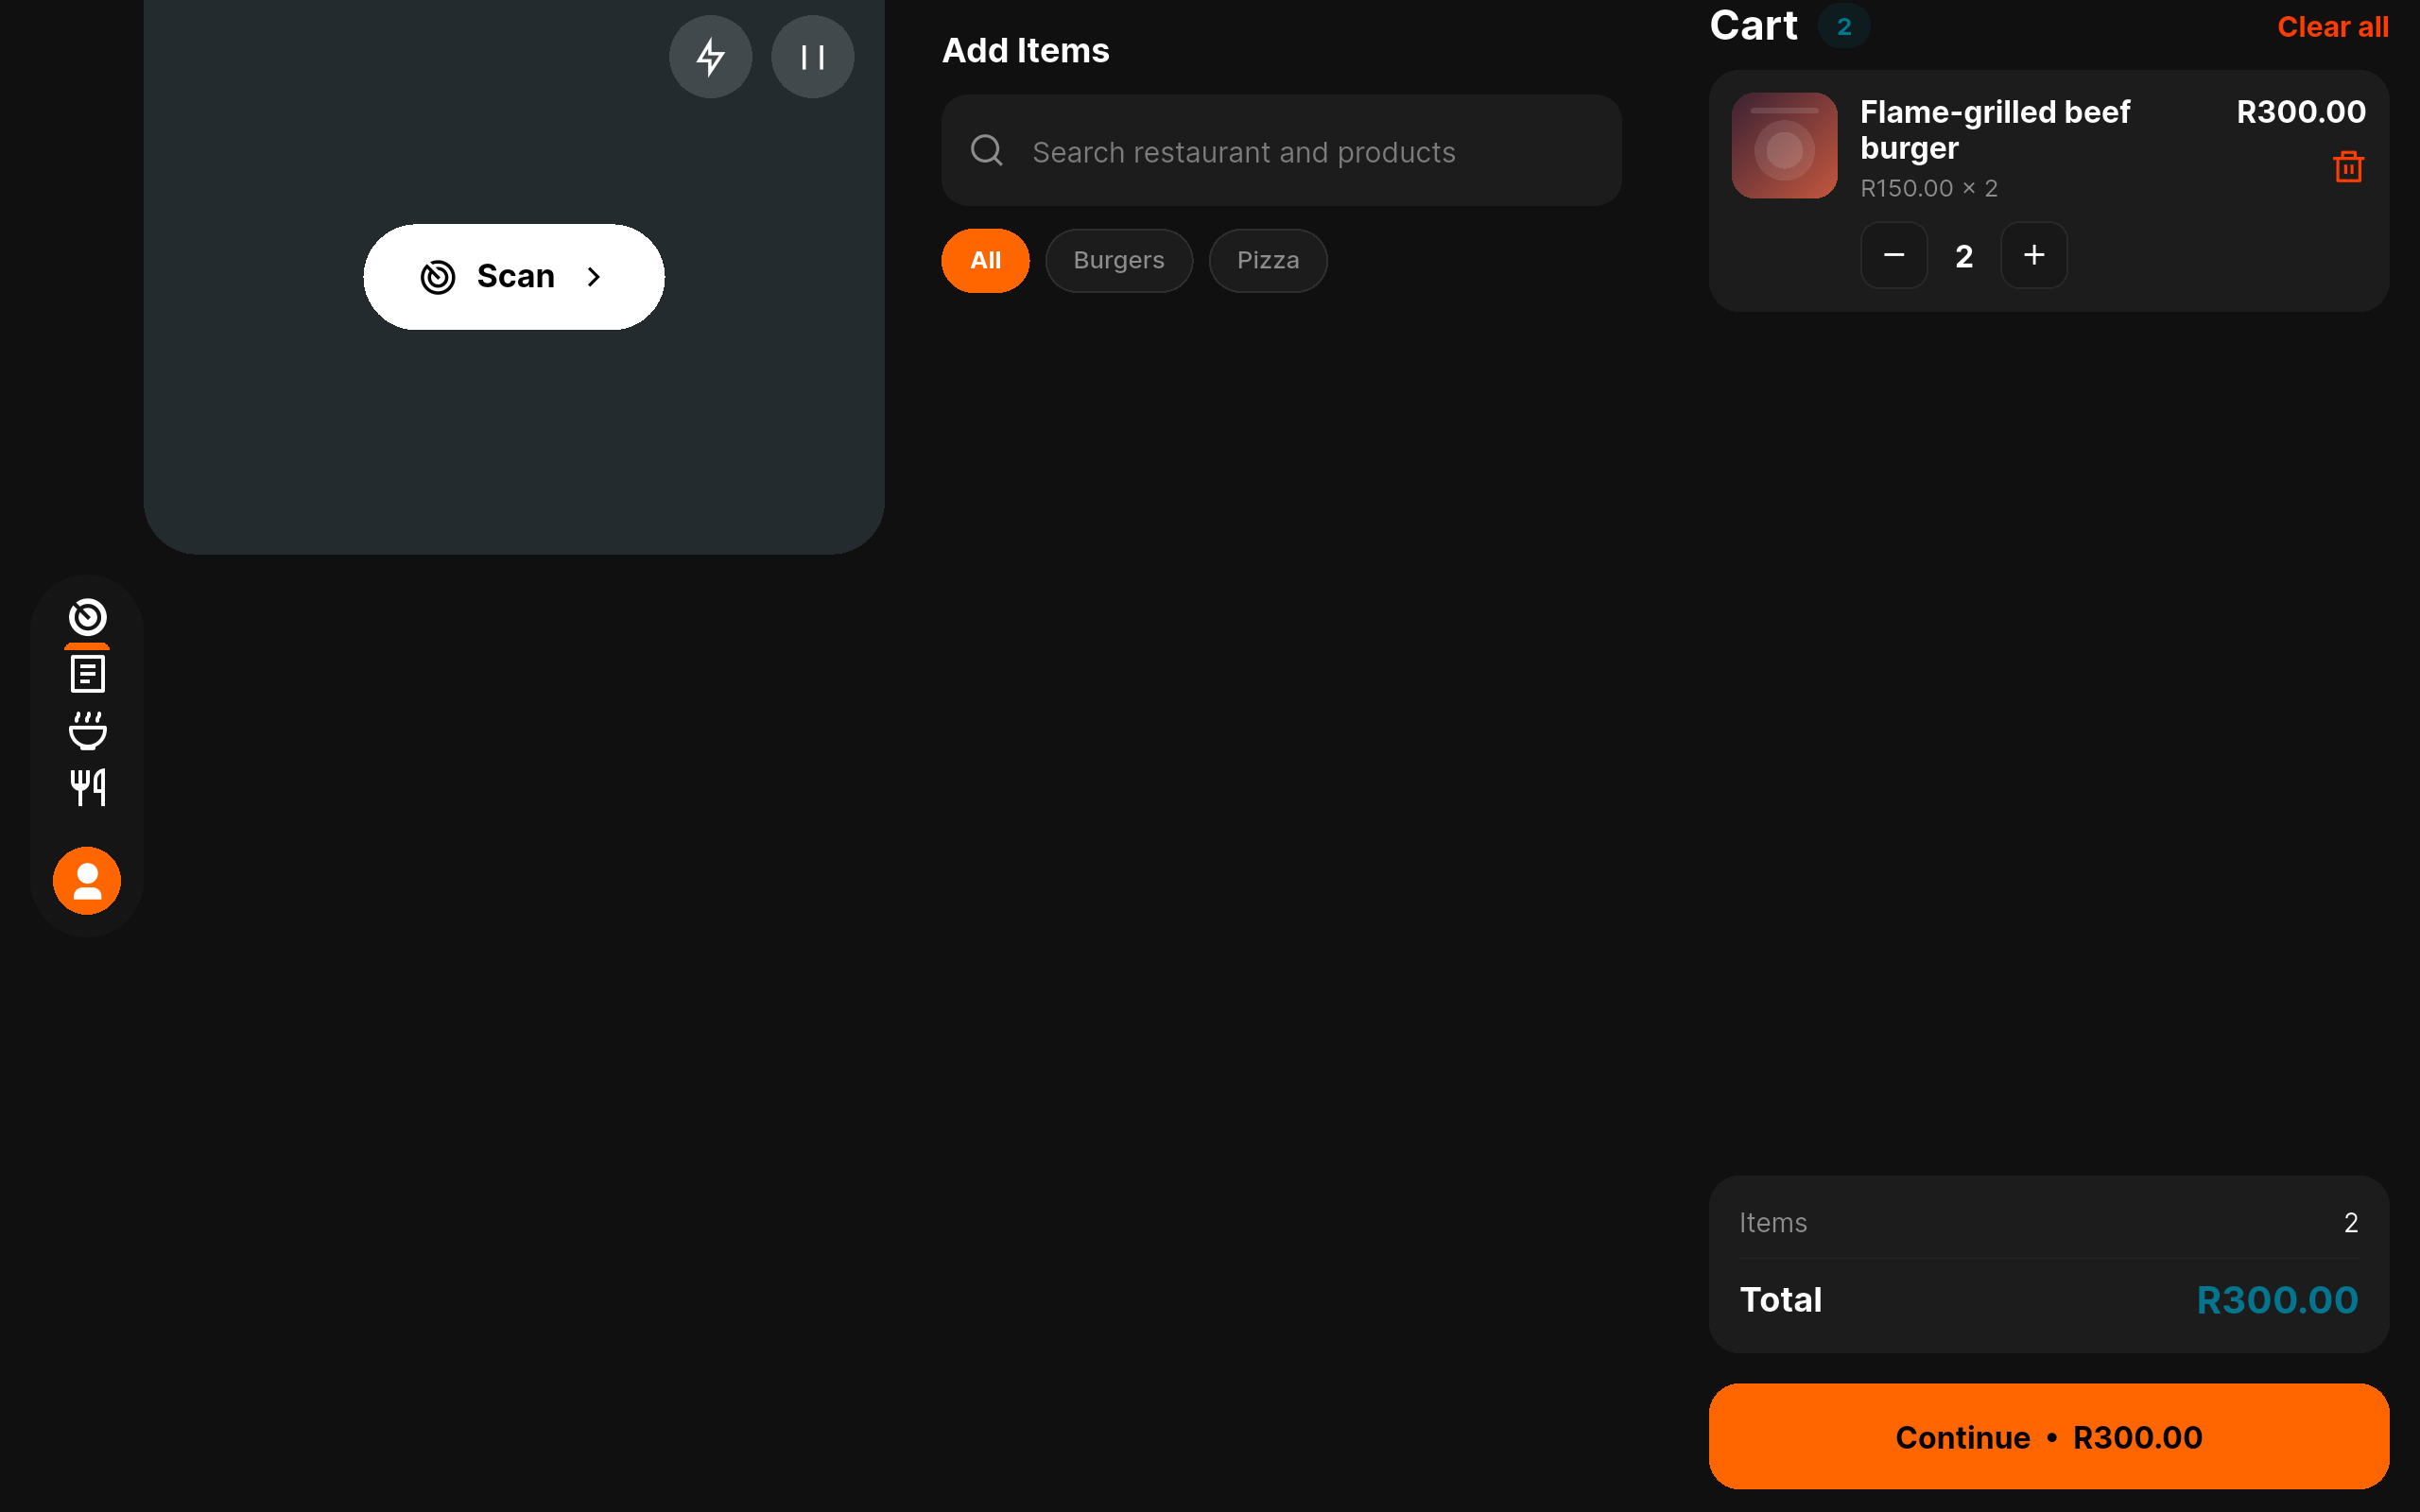 Scan
Add Items
Search restaurant and products
All
Burgers
Pizza
Cart 2
Clear all
Flame-grilled beef
burger
R300.00
R150.00 × 2
2
Items 2
Total R300.00
Continue • R300.00